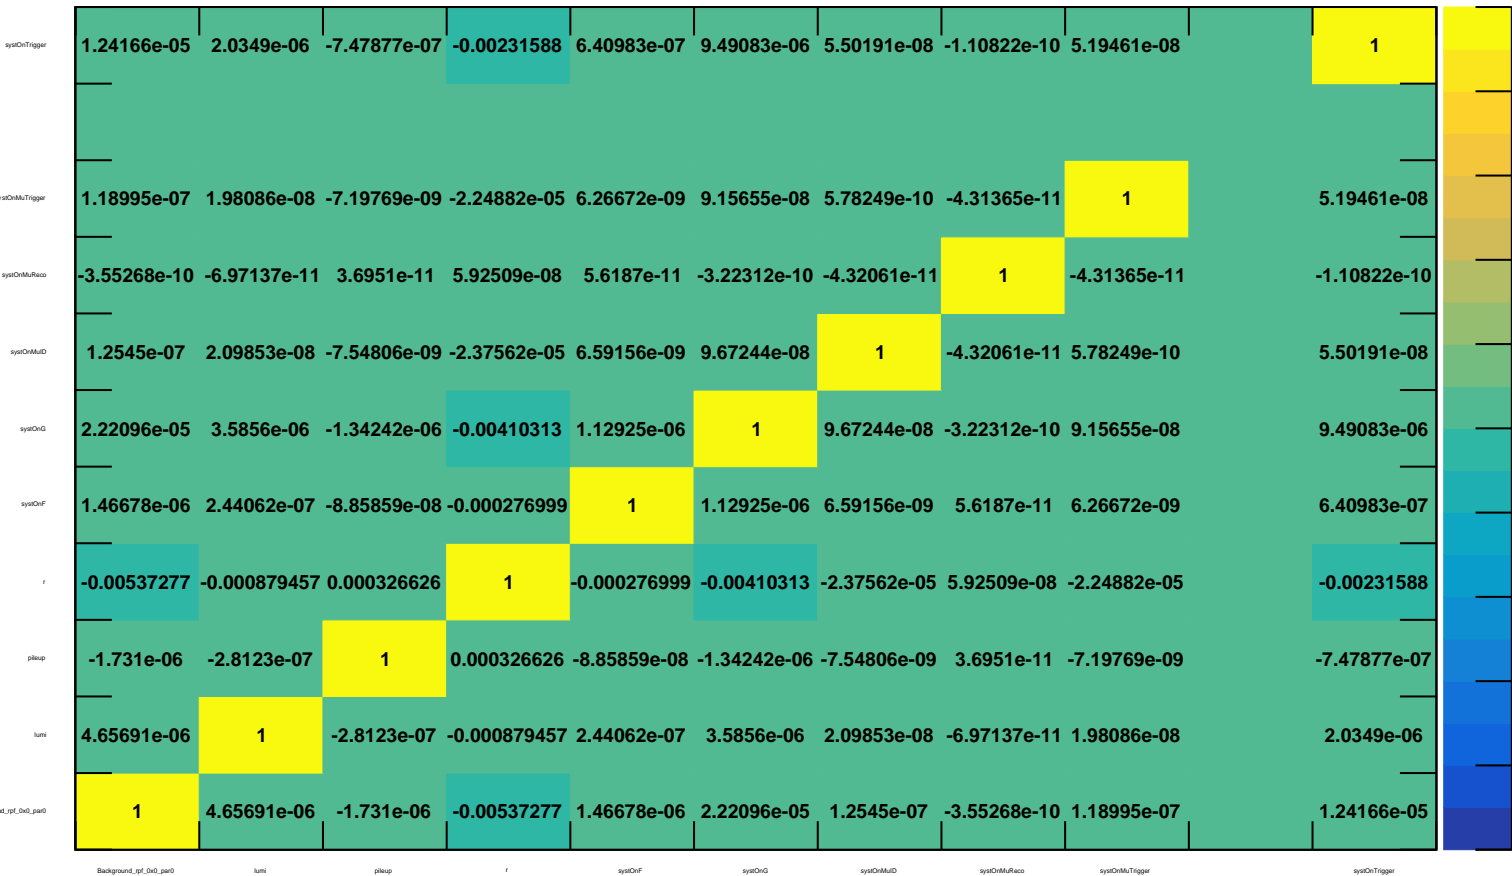 systOnTrigger 1.24166e-05 2.0349e-06 -7.47877e-07 -0.00231588 6.40983e-07 9.49083e-06 5.50191e-08 -1.10822e-10 5.19461e-08 1
stOnMuTrigger 1.18995e-07 1.98086e-08 -7.19769e-09 -2.24882e-05 6.26672e-09 9.15655e-08 5.78249e-10 -4.31365e-11 1 5.19461e-08
systOnMuReco -3.55268e-10 -6.97137e-11 3.6951e-11 5.92509e-08 5.6187e-11 -3.22312e-10 -4.32061e-11 1 -4.31365e-11 -1.10822e-10
systOnMuID 1.2545e-07 2.09853e-08 -7.54806e-09 -2.37562e-05 6.59156e-09 9.67244e-08 1 -4.32061e-11 5.78249e-10 5.50191e-08
systOnG 2.22096e-05 3.5856e-06 -1.34242e-06 -0.00410313 1.12925e-06 1 9.67244e-08 -3.22312e-10 9.15655e-08 9.49083e-06
systOnF 1.46678e-06 2.44062e-07 -8.85859e-08 -0.000276999 1 1.12925e-06 6.59156e-09 5.6187e-11 6.26672e-09 6.40983e-07
r -0.00537277 -0.000879457 0.000326626 1 -0.000276999 -0.00410313 -2.37562e-05 5.92509e-08 -2.24882e-05 -0.00231588
pileup -1.731e-06 -2.8123e-07 1 0.000326626 -8.85859e-08 -1.34242e-06 -7.54806e-09 3.6951e-11 -7.19769e-09 -7.47877e-07
lumi 4.65691e-06 1 -2.8123e-07 -0.000879457 2.44062e-07 3.5856e-06 2.09853e-08 -6.97137e-11 1.98086e-08 2.0349e-06
d_rpf_0x0_par0 1 4.65691e-06 -1.731e-06 -0.00537277 1.46678e-06 2.22096e-05 1.2545e-07 -3.55268e-10 1.18995e-07 1.24166e-05
Background_rpf_0x0_par0 lumi pileup r systOnF systOnG systOnMuID systOnMuReco systOnMuTrigger systOnTrigger